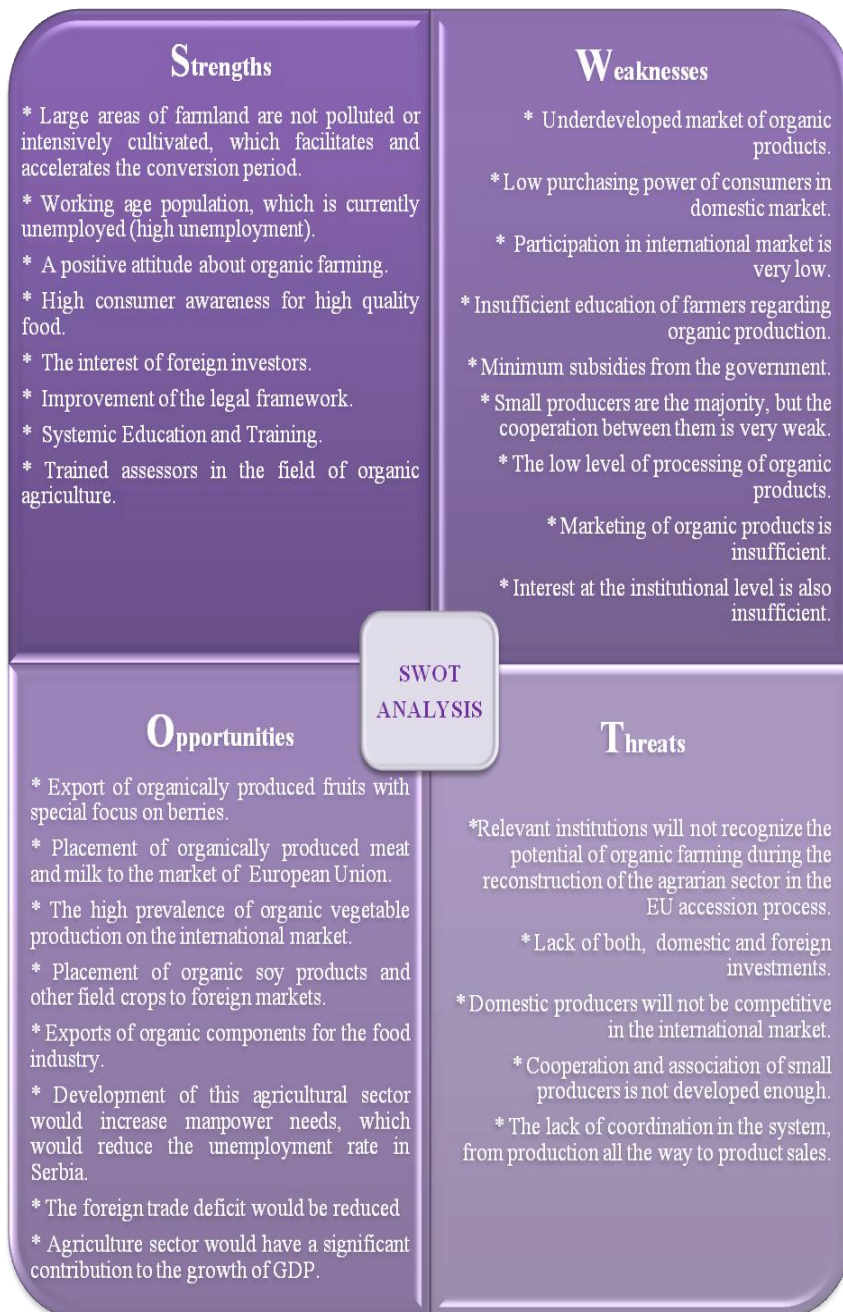 Strengths
* Large areas of farmland are not polluted or
intensively cultivated, which facilitates and
accelerates the conversion period.
* Working age population, which is currently
unemployed (high unemployment).
* A positive attitude about organic farming.
* High consumer awareness for high quality
food.
* The interest of foreign investors.
* Improvement of the legal framework.
* Systemic Education and Training.
* Trained assessors in the field of organic
agriculture.
Weaknesses
* Underdeveloped market of organic
products.
* Low purchasing power of consumers in
domestic market.
* Participation in international market is
very low.
* Insufficient education of farmers regarding
organic production.
* Minimum subsidies from the government.
* Small producers are the majority, but the
cooperation between them is very weak.
* The low level of processing of organic
products.
* Marketing of organic products is
insufficient.
* Interest at the institutional level is also
insufficient.
SWOT
ANALYSIS
Opportunities
* Export of organically produced fruits with
special focus on berries.
* Placement of organically produced meat
and milk to the market of European Union.
* The high prevalence of organic vegetable
production on the international market.
* Placement of organic soy products and
other field crops to foreign markets.
* Exports of organic components for the food
industry.
* Development of this agricultural sector
would increase manpower needs, which
would reduce the unemployment rate in
Serbia.
* The foreign trade deficit would be reduced
* Agriculture sector would have a significant
contribution to the growth of GDP.
Threats
*Relevant institutions will not recognize the
potential of organic farming during the
reconstruction of the agrarian sector in the
EU accession process.
* Lack of both, domestic and foreign
investments.
* Domestic producers will not be competitive
in the international market.
* Cooperation and association of small
producers is not developed enough.
* The lack of coordination in the system,
from production all the way to product sales.